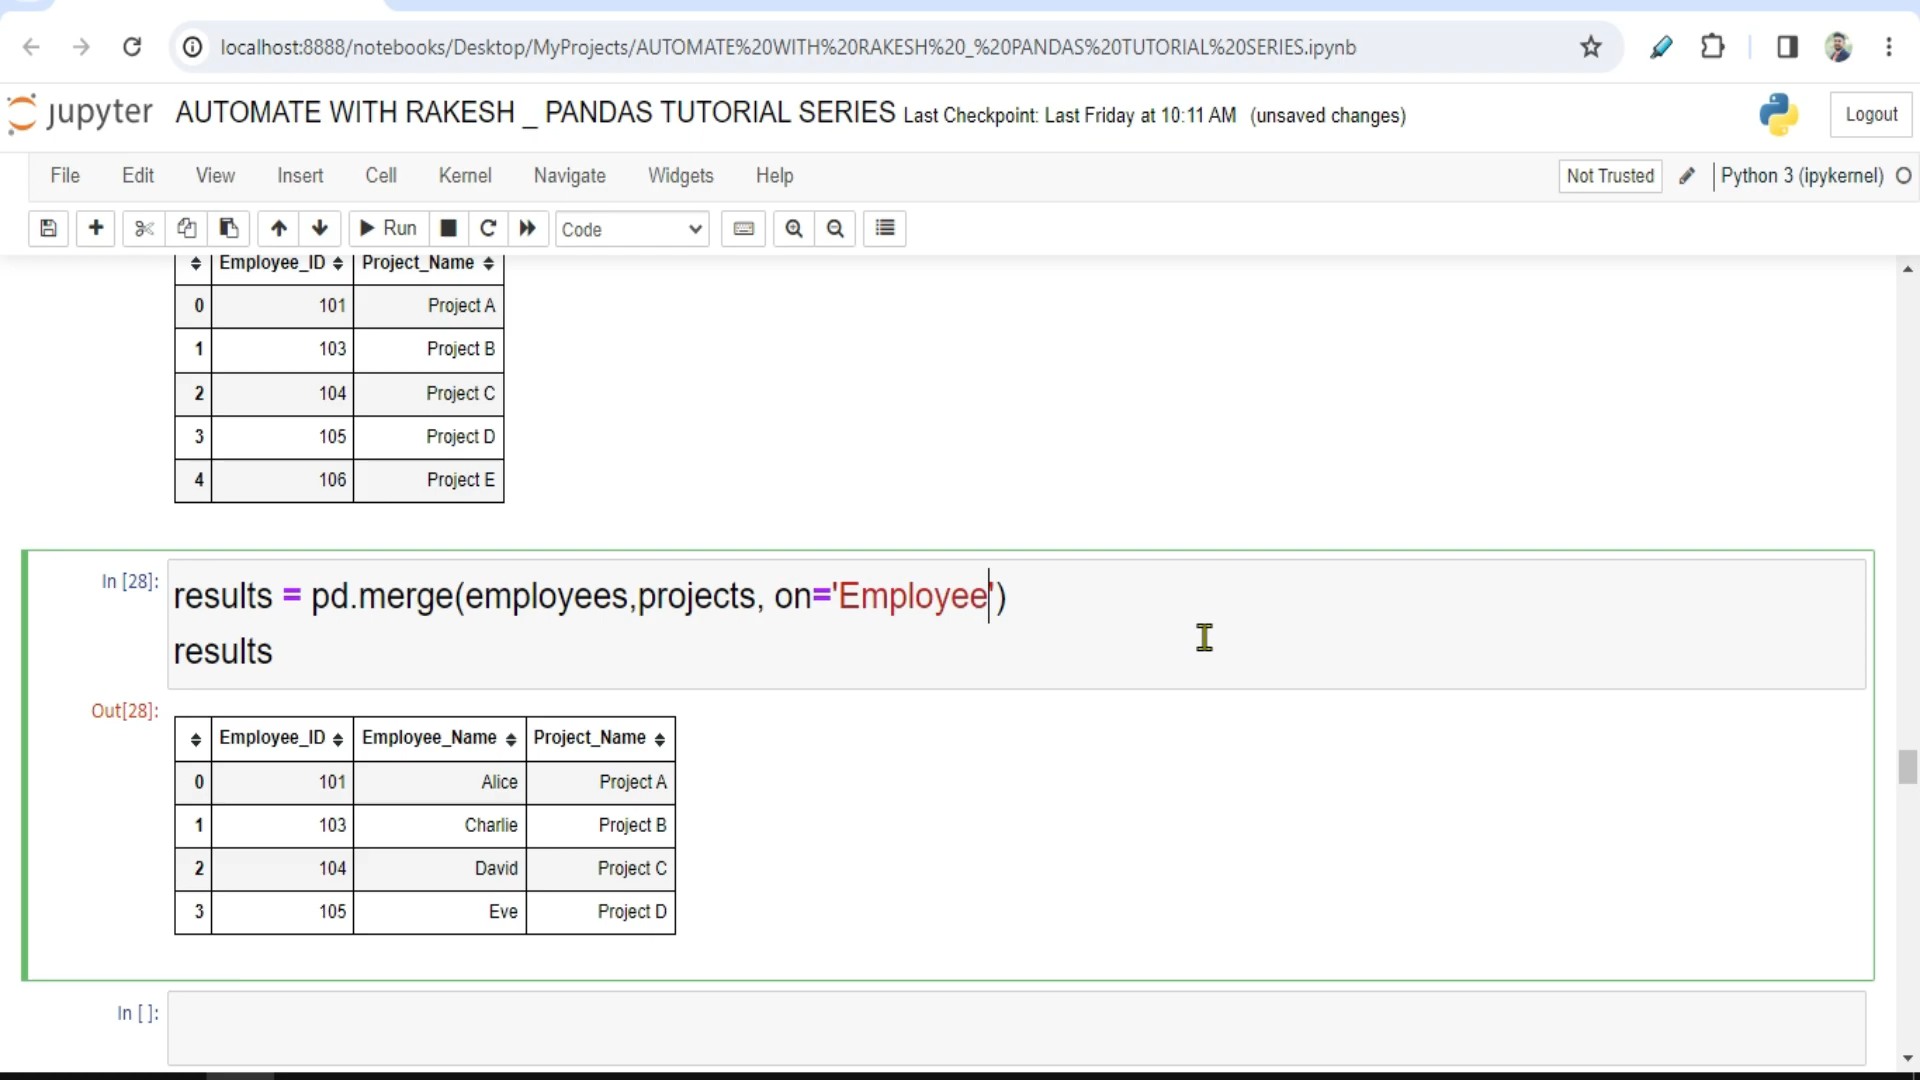 localhost:8888/notebooks/Desktop/MyProjects/AUTOMATE%20WITH%20RAKESH%20_%20PANDAS%20TUTORIAL%20SERIES.ipynb
jupyter AUTOMATE WITH RAKESH _ PANDAS TUTORIAL SERIES Last Checkpoint: Last Friday at 10:11 AM (unsaved changes) Logout
File Edit View Insert Cell Kernel Navigate Widgets Help Not Trusted Python 3 (ipykernel)
Run Code
Employee_ID Project_Name
0 101 Project A
1 103 Project B
2 104 Project C
3 105 Project D
4 106 Project E
In [28]: results = pd.merge(employees,projects, on='Employee')
results
Out[28]:
Employee_ID Employee_Name Project_Name
0 101 Alice Project A
1 103 Charlie Project B
2 104 David Project C
3 105 Eve Project D
In [ ]: